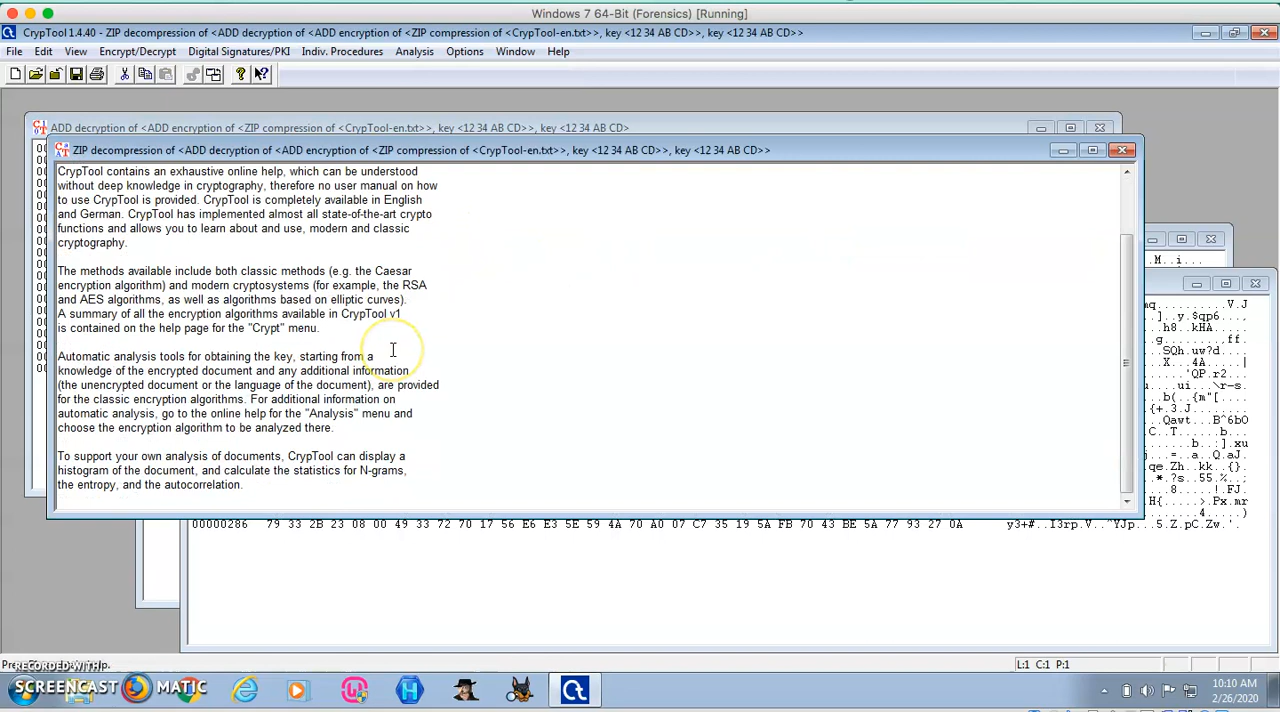 Windows 7 64-Bit (Forensics) [Running]
CrypTool 1.4.40 - ZIP decompression of <ADD decryption of <ADD encryption of <ZIP compression of <CrypTool-en.txt>>, key <12 34 AB CD>>, key <12 34 AB CD>>
File Edit View Encrypt/Decrypt Digital Signatures/PKI Indiv. Procedures Analysis Options Window Help
ADD decryption of <ADD encryption of <ZIP compression of <CrypTool-en.txt>>, key <12 34 AB CD>>, key <12 34 AB CD>
ZIP decompression of <ADD decryption of <ADD encryption of <ZIP compression of <CrypTool-en.txt>>, key <12 34 AB CD>>, key <12 34 AB CD>>
CrypTool contains an exhaustive online help, which can be understood
without deep knowledge in cryptography, therefore no user manual on how
to use CrypTool is provided. CrypTool is completely available in English
and German. CrypTool has implemented almost all state-of-the-art crypto
functions and allows you to learn about and use, modern and classic
cryptography.
The methods available include both classic methods (e.g. the Caesar
encryption algorithm) and modern cryptosystems (for example, the RSA
and AES algorithms, as well as algorithms based on elliptic curves).
A summary of all the encryption algorithms available in CrypTool v1
is contained on the help page for the "Crypt" menu.
Automatic analysis tools for obtaining the key, starting from a
knowledge of the encrypted document and any additional information
(the unencrypted document or the language of the document), are provided
for the classic encryption algorithms. For additional information on
automatic analysis, go to the online help for the "Analysis" menu and
choose the encryption algorithm to be analyzed there.
To support your own analysis of documents, CrypTool can display a
histogram of the document, and calculate the statistics for N-grams,
the entropy, and the autocorrelation.
00000286 79 33 2B 23 08 00 49 33 72 70 17 56 E6 E3 5E 59 4A 70 A0 07 C7 35 19 5A FB 70 43 BE 5A 77 93 27 0A y3+#..I3rp.V..^YJp...5.Z.pC.Zw.'.
L:1 C:1 P:1
RECORDED WITH
SCREENCAST MATIC
10:10 AM
2/26/2020